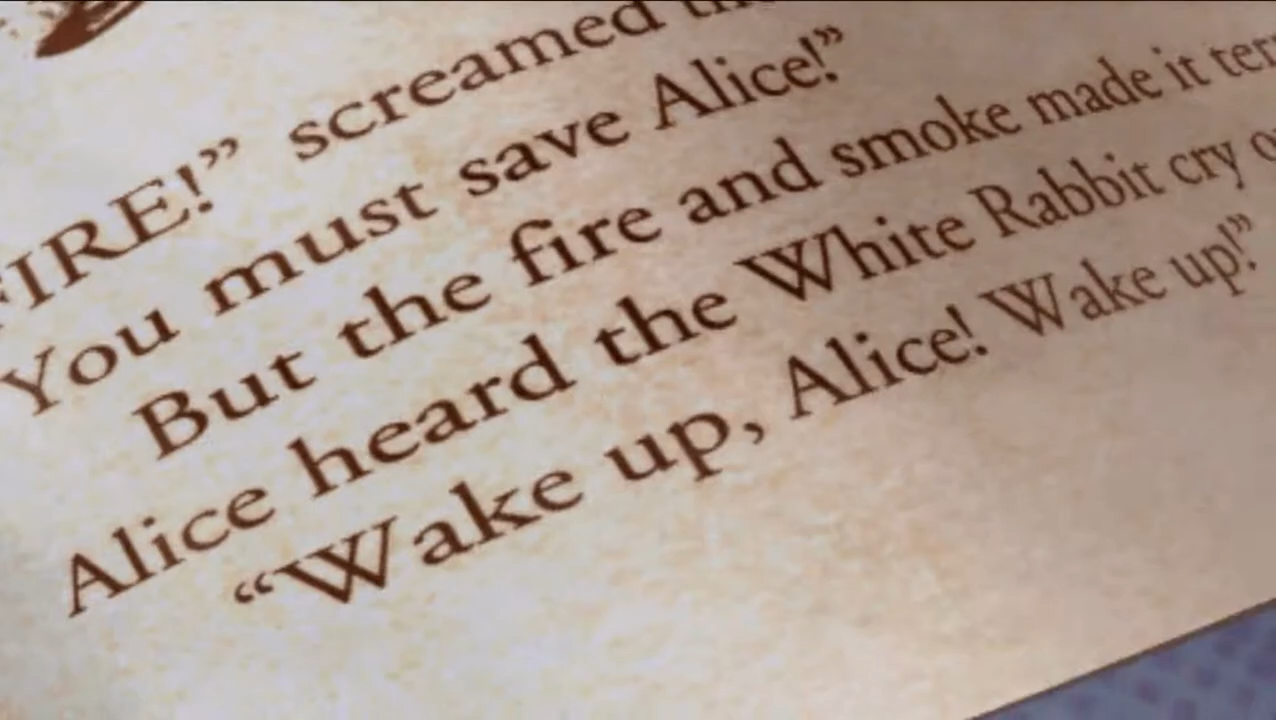 FIRE!” screamed
You must save Alice!”
But the fire and smoke made it
Alice heard the White Rabbit cry
“Wake up, Alice! Wake up!”